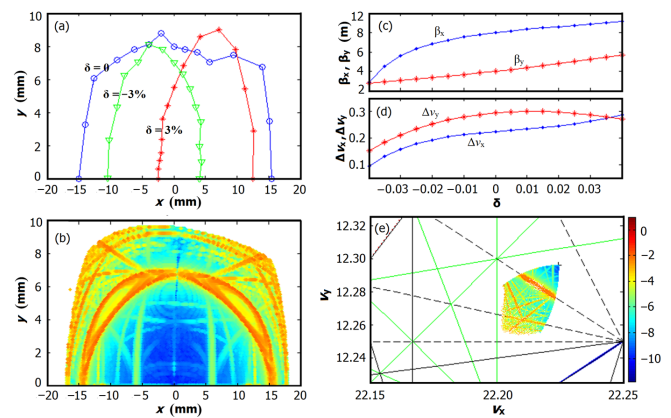 (a)
δ = 0
δ = −3%
δ = 3%
y (mm)
10
8
6
4
2
0
−20 −15 −10 −5 0 5 10 15 20
x (mm)
(b)
y (mm)
10
8
6
4
2
0
−20 −15 −10 −5 0 5 10 15 20
x (mm)
(c)
βx, βy (m)
12
10
8
6
4
2
βx
βy
(d)
Δνx,Δνy
0.4
0.3
0.2
0.1
Δνy
Δνx
−0.03 −0.02 −0.01 0 0.01 0.02 0.03
δ
(e)
νy
12.32
12.30
12.28
12.26
12.24
22.15 22.20 22.25
νx
0
−2
−4
−6
−8
−10